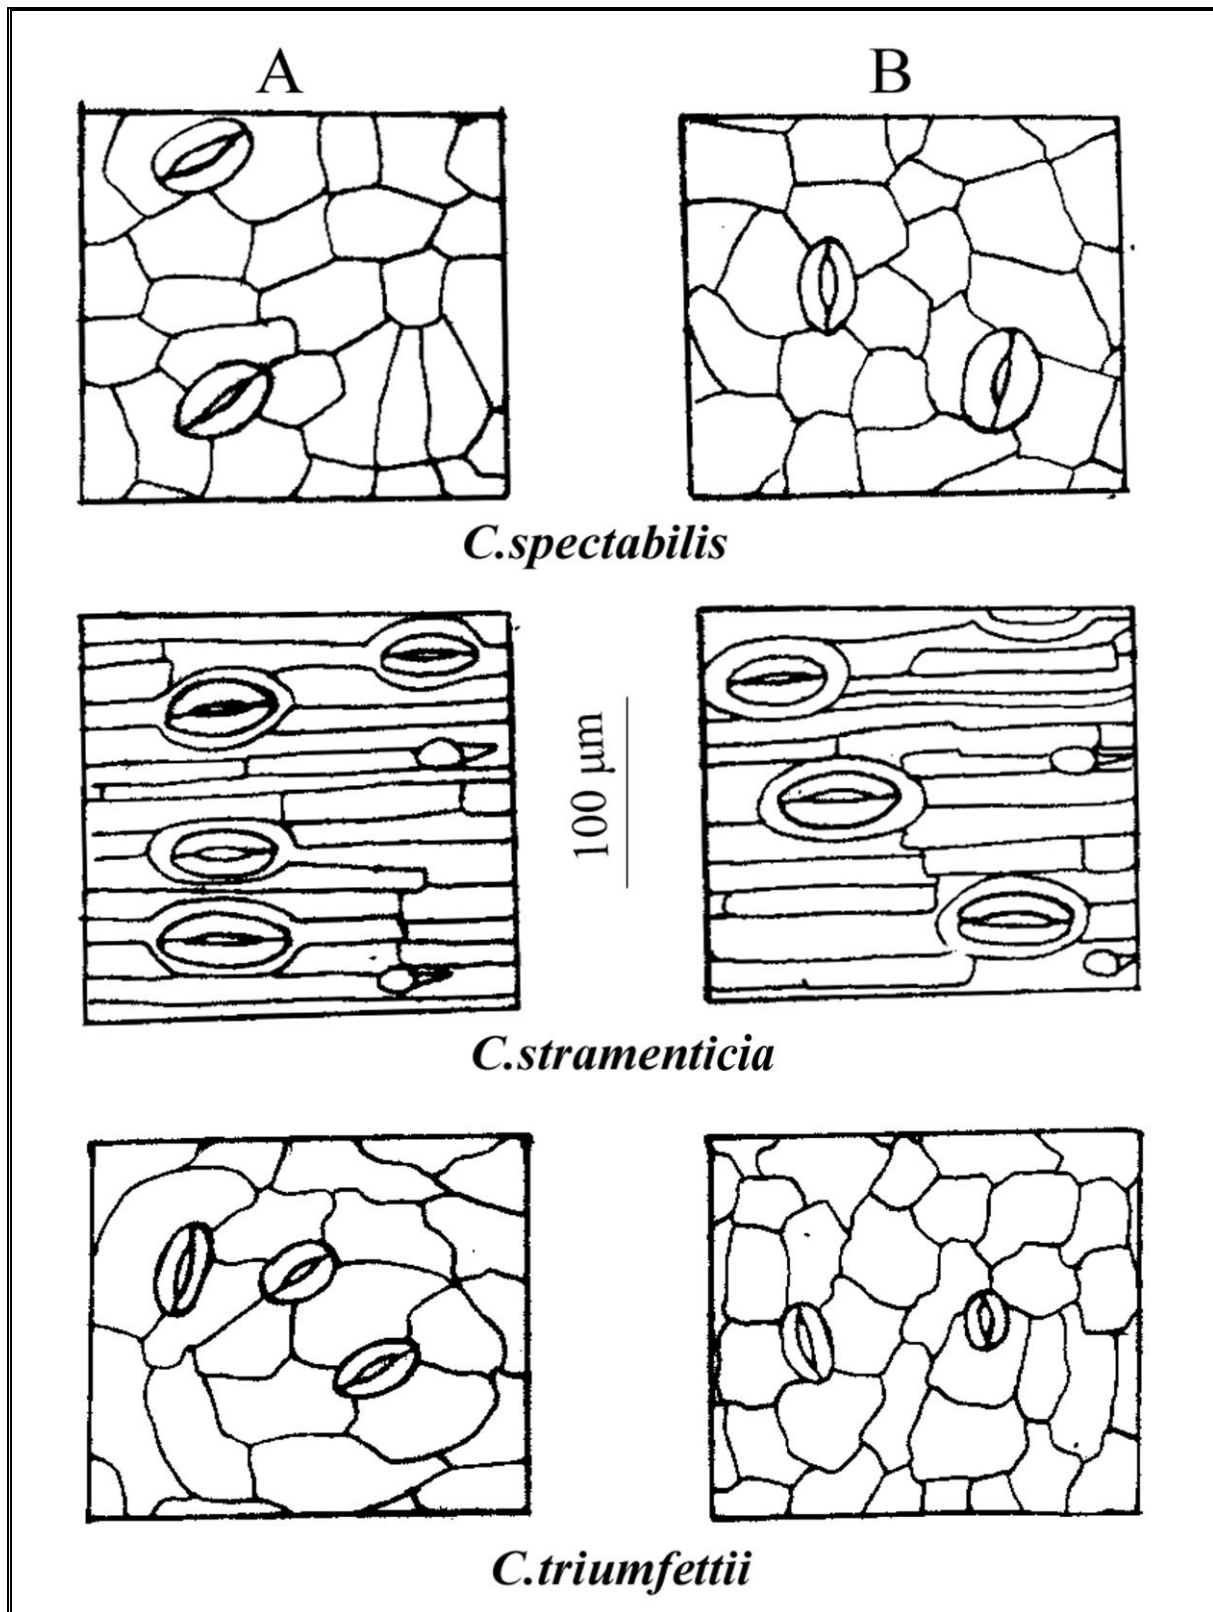 A
B
C.spectabilis
100 µm
C.stramenticia
C.triumfettii